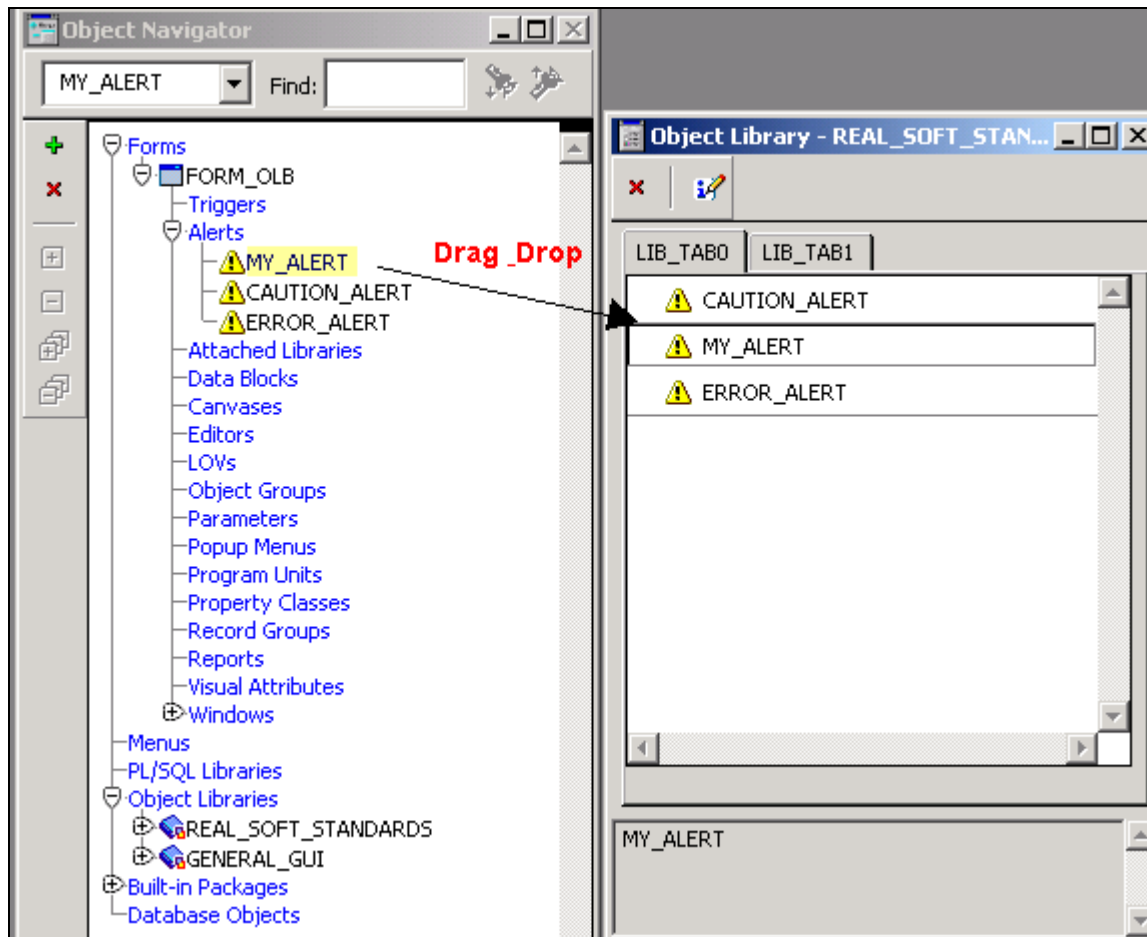 Object Navigator
MY_ALERT
Find:
Forms
FORM_OLB
Triggers
Alerts
MY_ALERT
CAUTION_ALERT
ERROR_ALERT
Attached Libraries
Data Blocks
Canvases
Editors
LOVs
Object Groups
Parameters
Popup Menus
Program Units
Property Classes
Record Groups
Reports
Visual Attributes
Windows
Menus
PL/SQL Libraries
Object Libraries
REAL_SOFT_STANDARDS
GENERAL_GUI
Built-in Packages
Database Objects
Drag _Drop
Object Library - REAL_SOFT_STAN...
LIB_TAB0 LIB_TAB1
CAUTION_ALERT
MY_ALERT
ERROR_ALERT
MY_ALERT